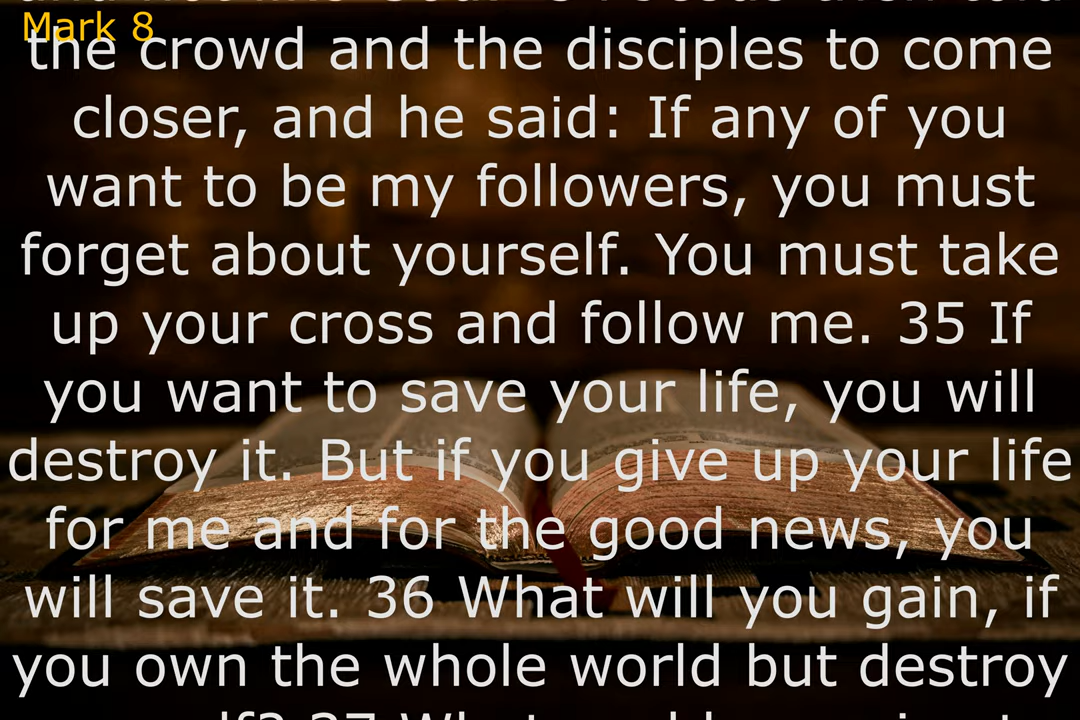 Mark 8
the crowd and the disciples to come
closer, and he said: If any of you
want to be my followers, you must
forget about yourself. You must take
up your cross and follow me. 35 If
you want to save your life, you will
destroy it. But if you give up your life
for me and for the good news, you
will save it. 36 What will you gain, if
you own the whole world but destroy